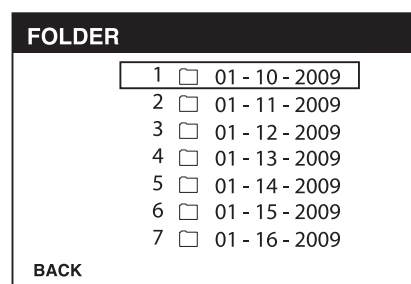 FOLDER
1 01 - 10 - 2009
2 01 - 11 - 2009
3 01 - 12 - 2009
4 01 - 13 - 2009
5 01 - 14 - 2009
6 01 - 15 - 2009
7 01 - 16 - 2009
BACK